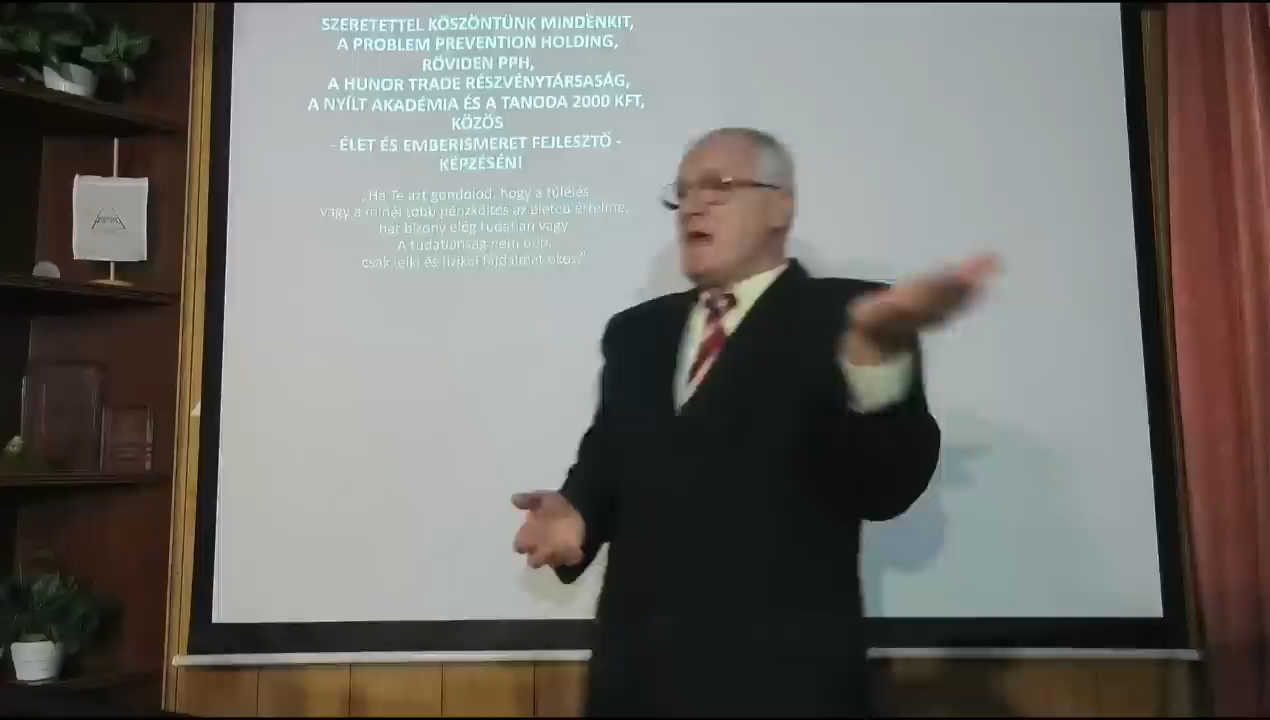 SZERETETTEL KÖSZÖNTÜNK MINDENKIT,
A PROBLEM PREVENTION HOLDING,
RÖVIDEN PPH,
A HUNOR TRADE RÉSZVÉNYTÁRSASÁG,
A NYÍLT AKADÉMIA ÉS A TANODA 2000 KFT,
KÖZÖS
- ÉLET ÉS EMBERISMERET FEJLESZTŐ -
KÉPZÉSÉN!
„Ha Te azt gondolod, hogy a túlélés
vagy a minél több pénzköltés az életed értelme,
hát bizony elég tudatlan vagy
A tudatlanság nem bűn,
csak lelki és fizikai fájdalmat okoz"